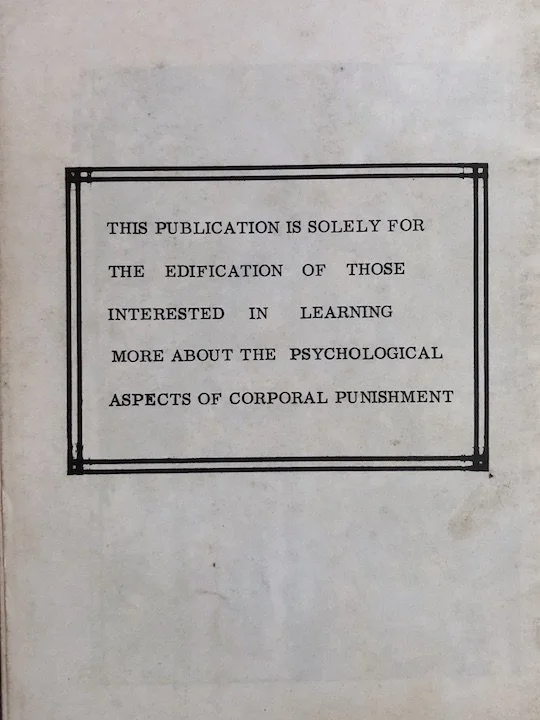 THIS PUBLICATION IS SOLELY FOR
THE EDIFICATION OF THOSE
INTERESTED IN LEARNING
MORE ABOUT THE PSYCHOLOGICAL
ASPECTS OF CORPORAL PUNISHMENT